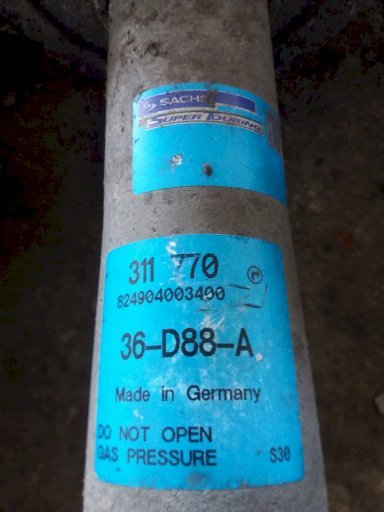 SACHS
SUPER TOURING
311 770
824904003400
36-D88-A
Made in Germany
DO NOT OPEN
GAS PRESSURE S30